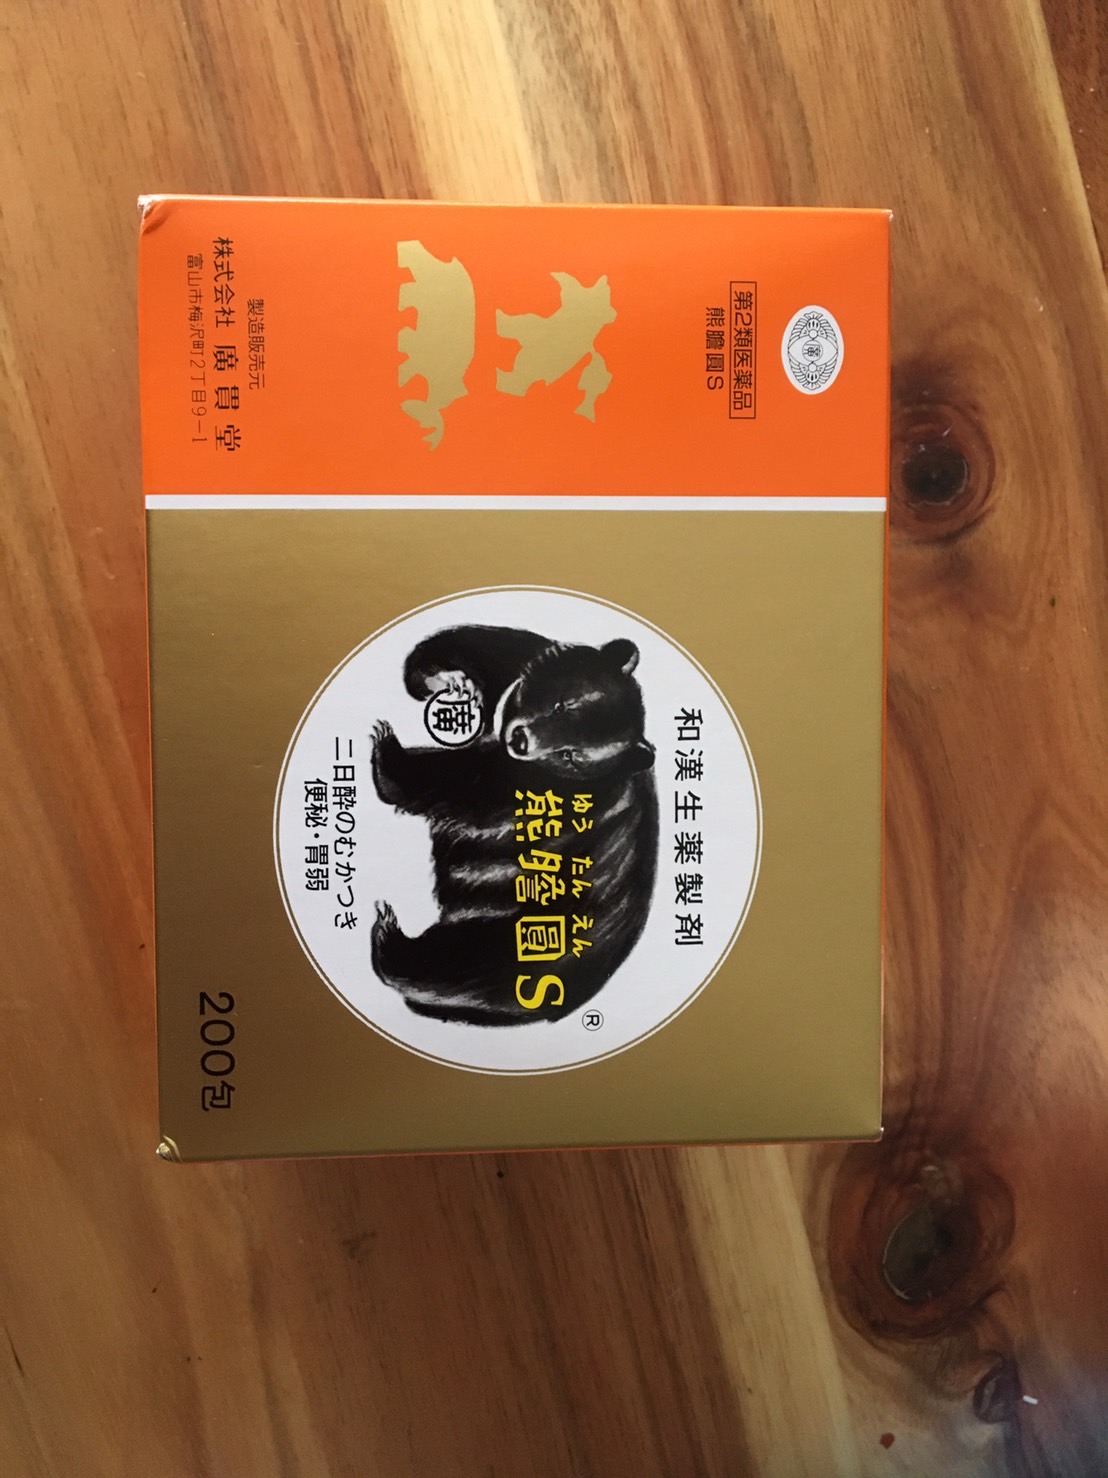 廣
第2類医薬品
熊膽圓S
製造販売元
株式会社 廣貫堂
富山市梅沢町2丁目9-1
和漢生薬製剤
ゆう たん えん
熊膽圓S
®
廣
二日酔のむかつき
便秘・胃弱
200包